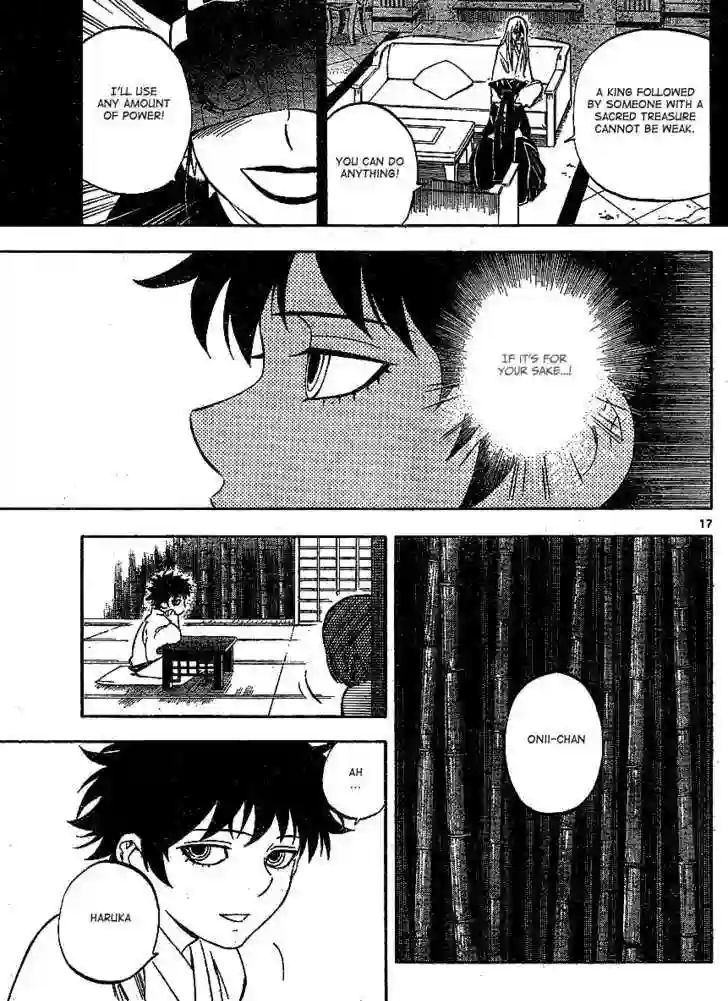 A KING FOLLOWED
BY SOMEONE WITH A
SACRED TREASURE
CANNOT BE WEAK.
YOU CAN DO
ANYTHING!
I'LL USE
ANY AMOUNT
OF POWER!
IF IT'S FOR
YOUR SAKE...!
17
ONII-CHAN
AH
...
HARUKA